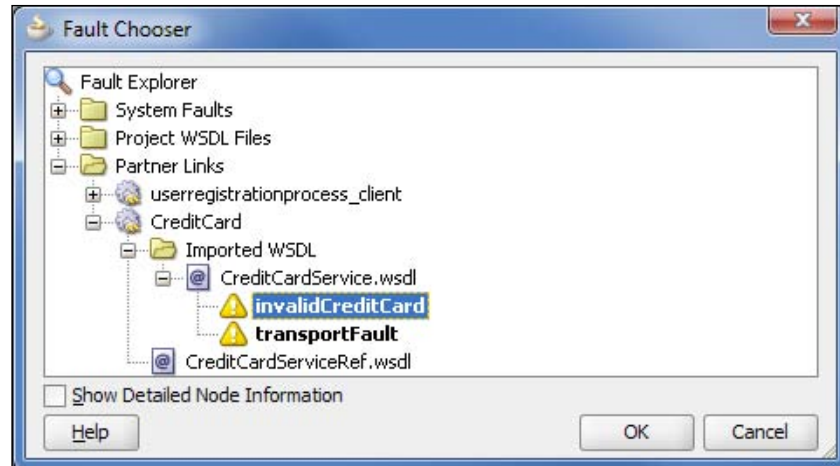 Fault Chooser
Fault Explorer
System Faults
Project WSDL Files
Partner Links
userregistrationprocess_client
CreditCard
Imported WSDL
CreditCardService.wsdl
invalidCreditCard
transportFault
CreditCardServiceRef.wsdl
Show Detailed Node Information
Help OK Cancel